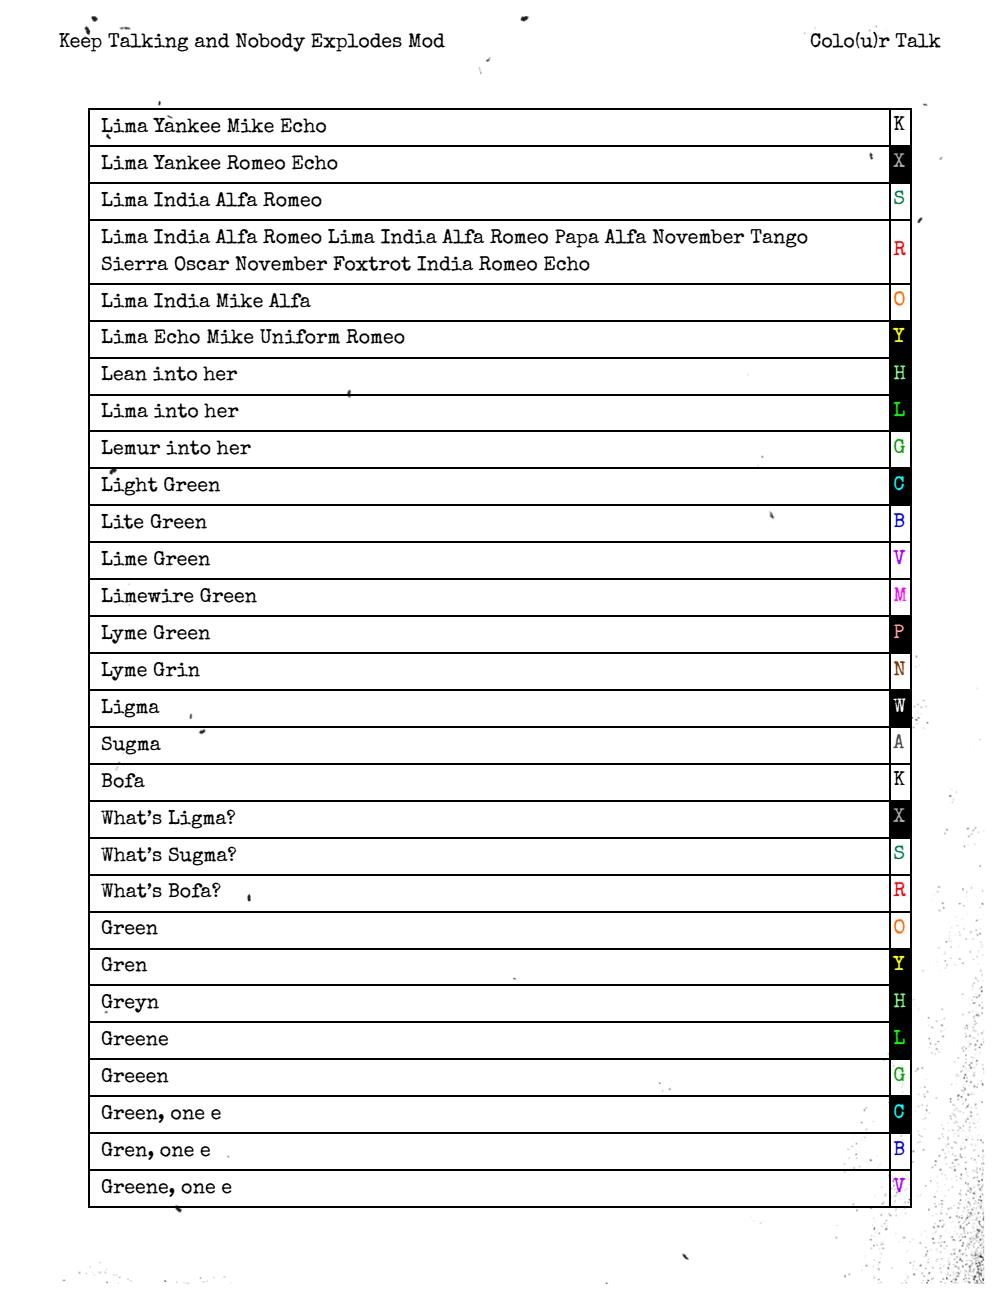 Keep Talking and Nobody Explodes Mod Colo(u)r Talk
Lima Yankee Mike Echo K
Lima Yankee Romeo Echo X
Lima India Alfa Romeo S
Lima India Alfa Romeo Lima India Alfa Romeo Papa Alfa November Tango
Sierra Oscar November Foxtrot India Romeo Echo R
Lima India Mike Alfa O
Lima Echo Mike Uniform Romeo Y
Lean into her H
Lima into her L
Lemur into her G
Light Green C
Lite Green B
Lime Green V
Limewire Green M
Lyme Green P
Lyme Grin N
Ligma W
Sugma A
Bofa K
What's Ligma? X
What's Sugma? S
What's Bofa? R
Green O
Gren Y
Greyn H
Greene L
Greeen G
Green, one e C
Gren, one e B
Greene, one e V